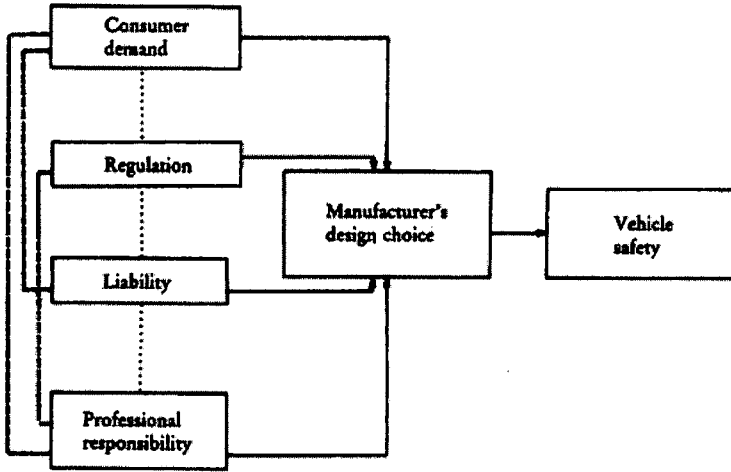 Consumer
demand
Regulation
Manufacturer's
design choice
Vehicle
safety
Liability
Professional
responsibility